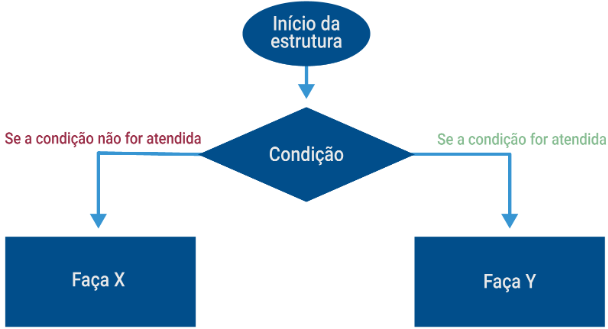 Início da
estrutura
Se a condição não for atendida
Condição
Se a condição for atendida
Faça X
Faça Y